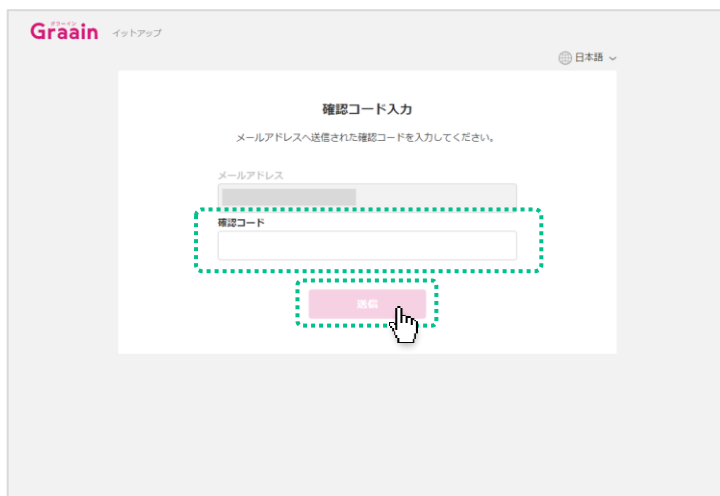 グラーイン
Graain イットアップ
日本語
確認コード入力
メールアドレスへ送信された確認コードを入力してください。
メールアドレス
確認コード
送信